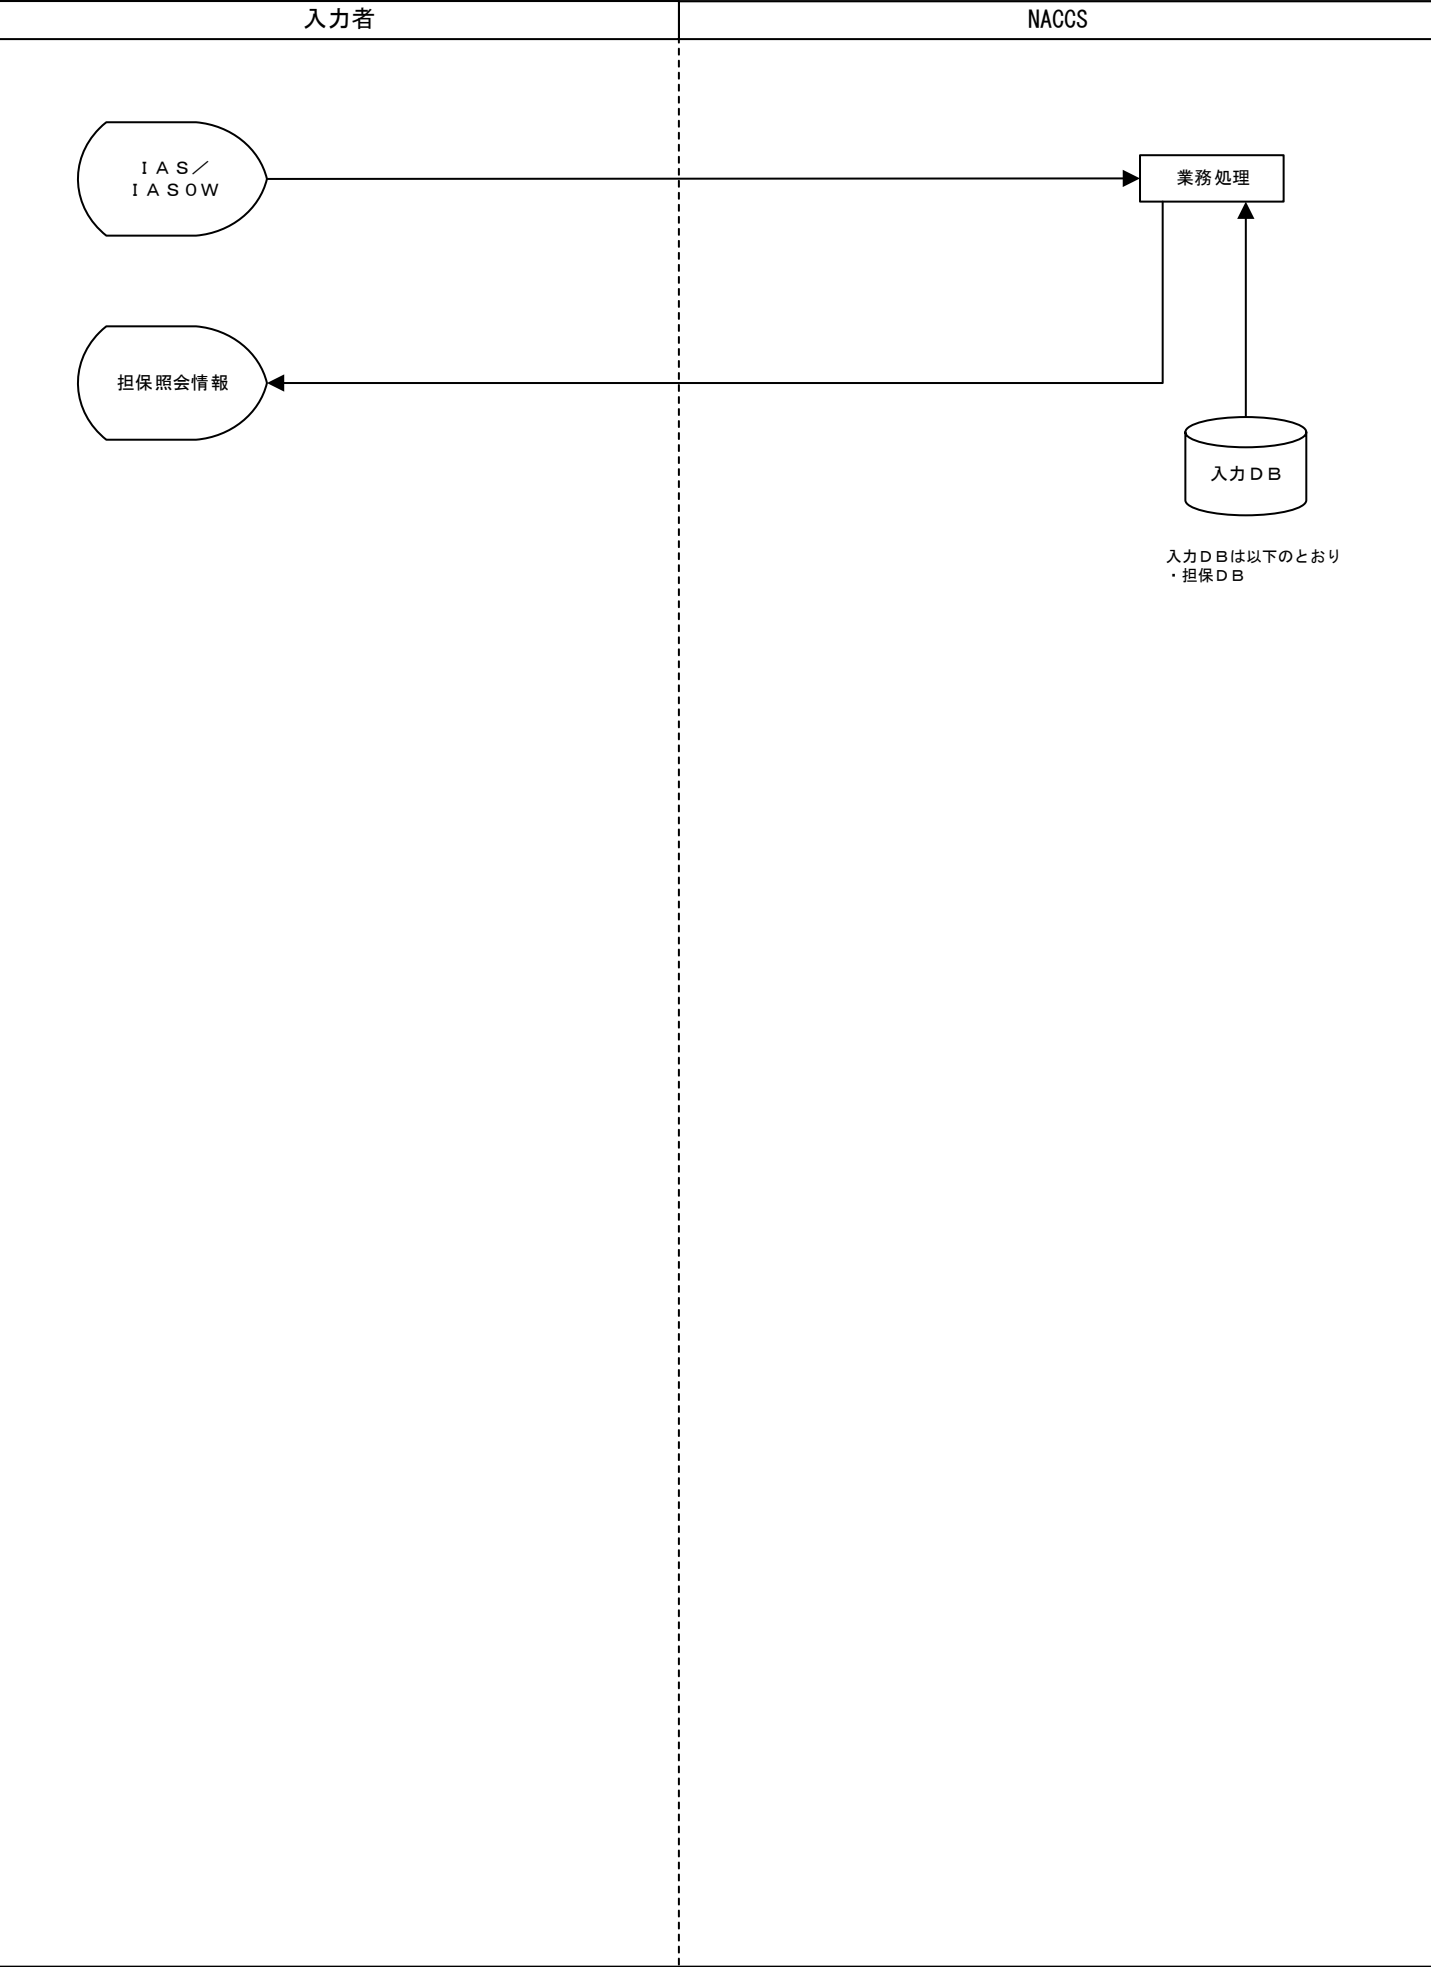 入力者
NACCS
ＩＡＳ／
ＩＡＳ０Ｗ
業務処理
担保照会情報
入力ＤＢ
入力ＤＢは以下のとおり
・担保ＤＢ